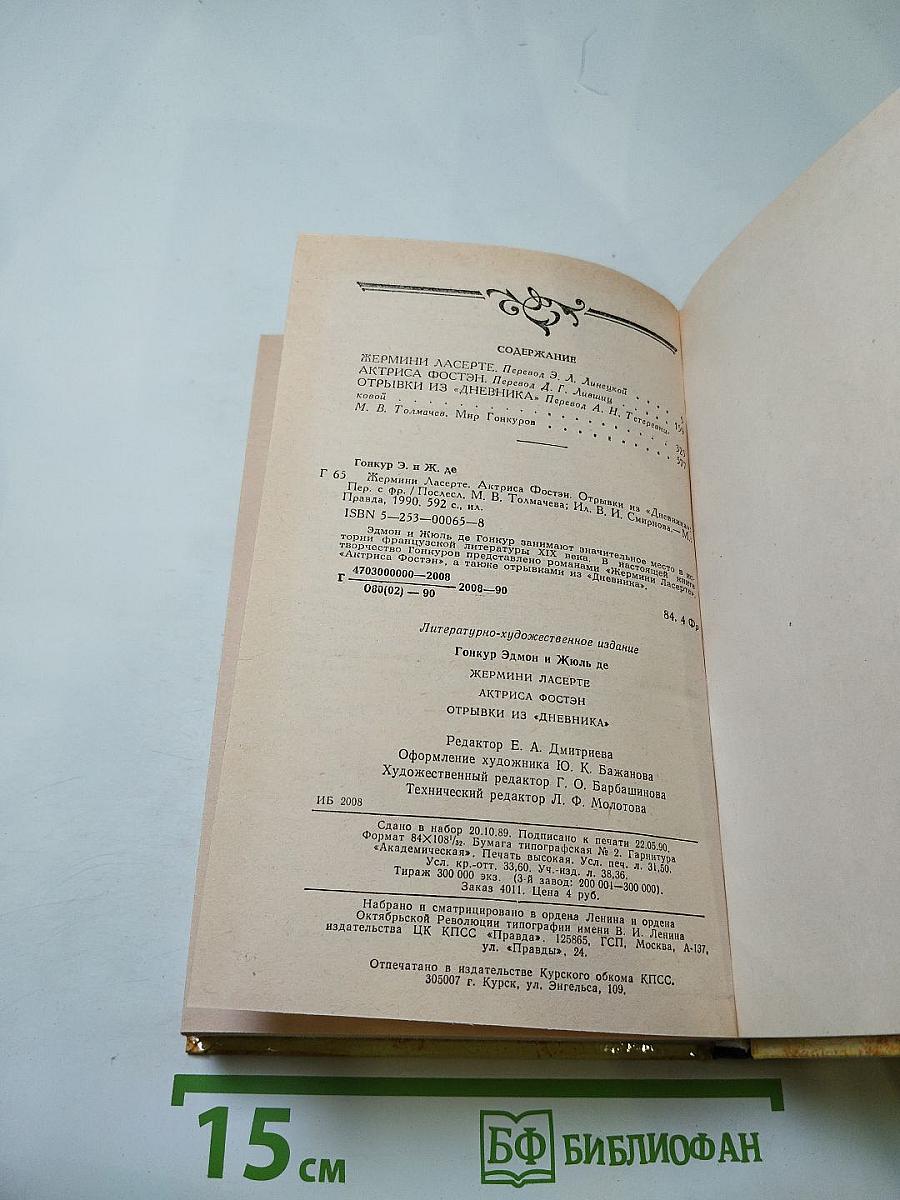 СОДЕРЖАНИЕ
ЖЕРМИНИ ЛАСЕРТЕ. Перевод Э. Л. Линецкой
АКТРИСА ФОСТЭН. Перевод Д. Г. Лившиц
ОТРЫВКИ ИЗ «ДНЕВНИКА» Перевод А. Н. Тетеревни-
ковой
М. В. Толмачев. Мир Гонкуров
Гонкур Э. и Ж. де
Г 65 Жермини Ласерте. Актриса Фостэн. Отрывки из «Дневника».
Пер. с фр. / Послесл. М. В. Толмачева; Ил. В. И. Смирнова.—М.:
Правда, 1990. 592 с., ил.
ISBN 5—253—00065—8
Эдмон и Жюль де Гонкур занимают значительное место в ис-
тории французской литературы XIX века. В настоящей книге
творчество Гонкуров представлено романами «Жермини Ласерте»,
«Актриса Фостэн», а также отрывками из «Дневника».
Г 4703000000—2008
080(02) — 90
2008—90
84. 4 Фр
Литературно-художественное издание
Гонкур Эдмон и Жюль де
ЖЕРМИНИ ЛАСЕРТЕ
АКТРИСА ФОСТЭН
ОТРЫВКИ ИЗ «ДНЕВНИКА»
Редактор Е. А. Дмитриева
Оформление художника Ю. К. Бажанова
Художественный редактор Г. О. Барбашинова
Технический редактор Л. Ф. Молотова
ИБ 2008
Сдано в набор 20.10.89. Подписано к печати 22.05.90.
Формат 84×108¹/₃₂. Бумага типографская № 2. Гарнитура
«Академическая». Печать высокая. Усл. печ. л. 31,50.
Усл. кр.-отт. 33,60. Уч.-изд. л. 38,36.
Тираж 300 000 экз. (3-й завод: 200 001—300 000).
Заказ 4011. Цена 4 руб.
Набрано и сматрицировано в ордена Ленина и ордена
Октябрьской Революции типографии имени В. И. Ленина
издательства ЦК КПСС «Правда». 125865, ГСП, Москва, А-137,
ул. «Правды», 24.
Отпечатано в издательстве Курского обкома КПСС.
305007 г. Курск, ул. Энгельса, 109.
15 см
БФ БИБЛИОФАН